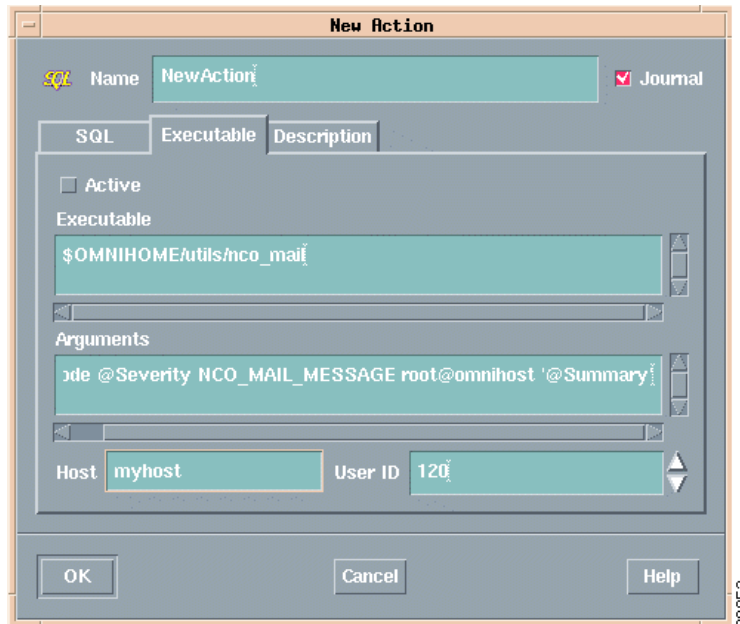 New Action
SQL Name NewAction Journal
SQL Executable Description
Active
Executable
$OMNIHOME/utils/nco_mail
Arguments
@Severity NCO_MAIL_MESSAGE root@omnihost '@Summary'
Host myhost User ID 120
OK Cancel Help